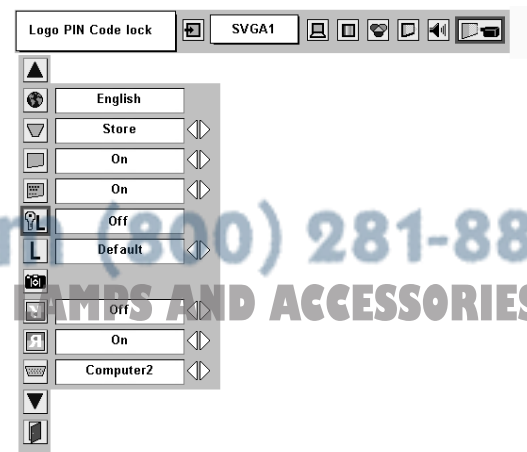 Logo PIN Code lock
SVGA1
English
Store
On
On
L
Off
L
Default
Off
R
On
Computer2
(800) 281-88
LAMPS AND ACCESSORIES